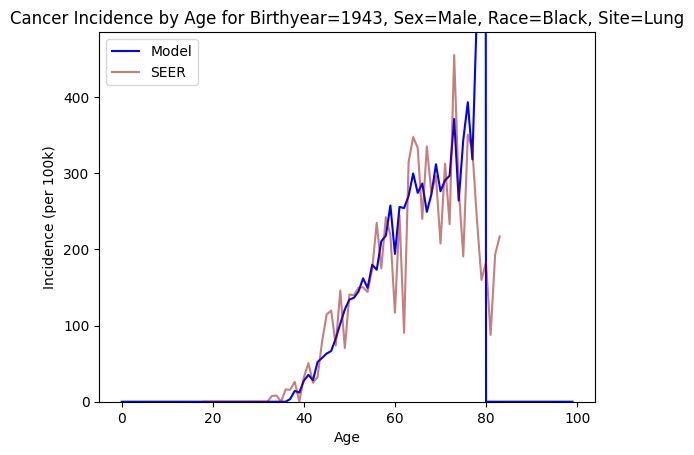 Cancer Incidence by Age for Birthyear=1943, Sex=Male, Race=Black, Site=Lung
Model
SEER
400
300
200
100
0
Incidence (per 100k)
0 20 40 60 80 100
Age